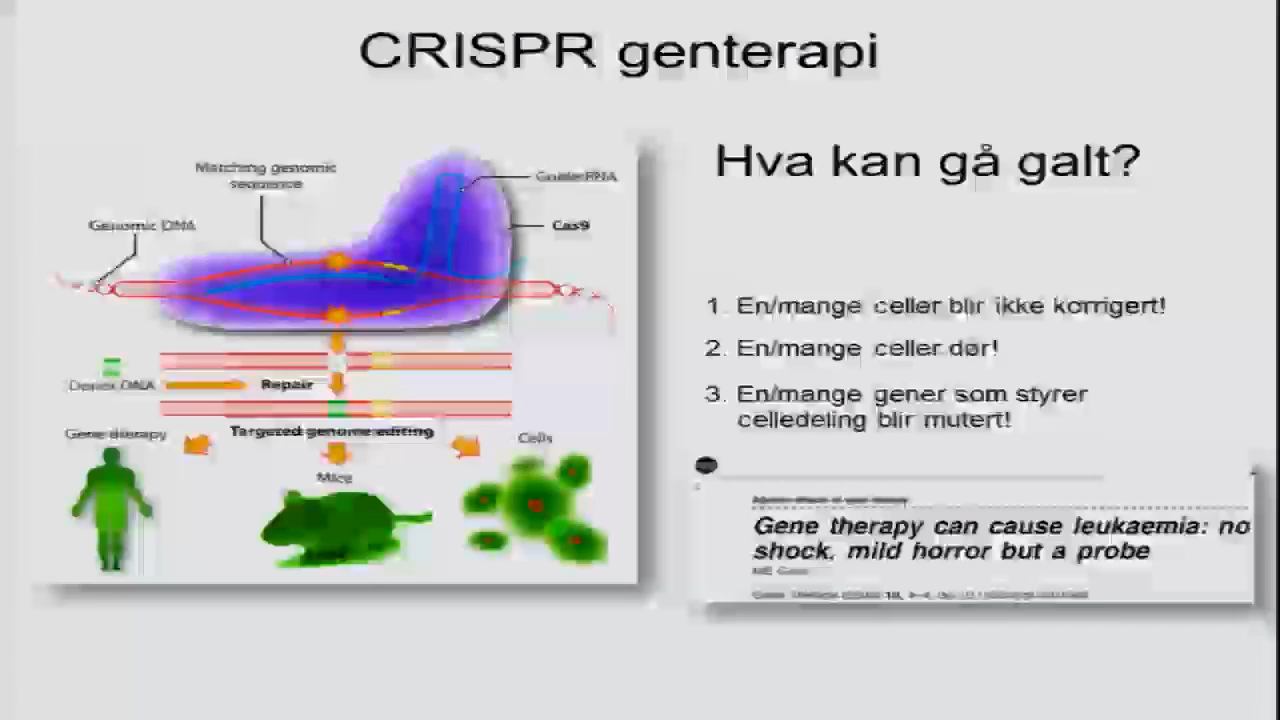 CRISPR genterapi
Matching genomic
sequence
Guide RNA
Genomic DNA
Cas9
Hva kan gå galt?
1. En/mange celler blir ikke korrigert!
2. En/mange celler dør!
3. En/mange gener som styrer
celledeling blir mutert!
Donor DNA
Repair
Gene therapy
Targeted genome editing
Cells
Mice
Gene therapy can cause leukaemia: no
shock, mild horror but a probe